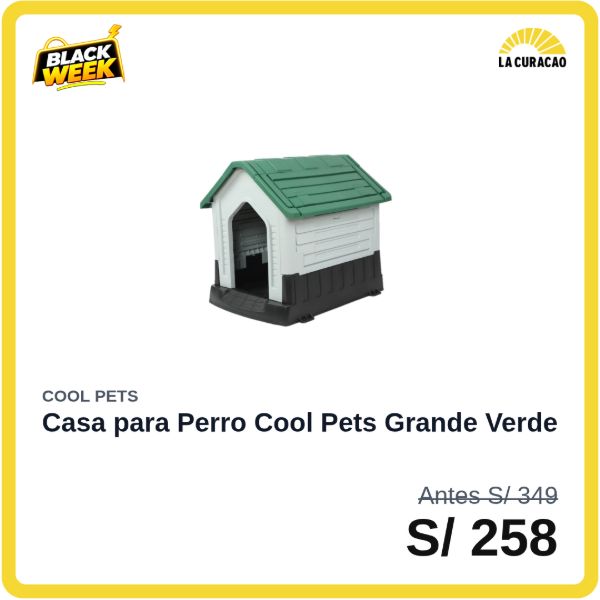 BLACK
WEEK
LA CURACAO
COOL PETS
Casa para Perro Cool Pets Grande Verde
Antes S/ 349
S/ 258